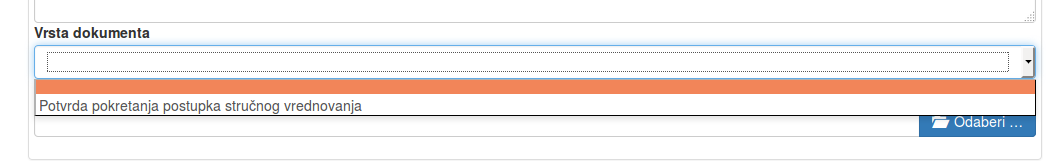 Vrsta dokumenta
Potvrda pokretanja postupka stručnog vrednovanja
Odaberi ...